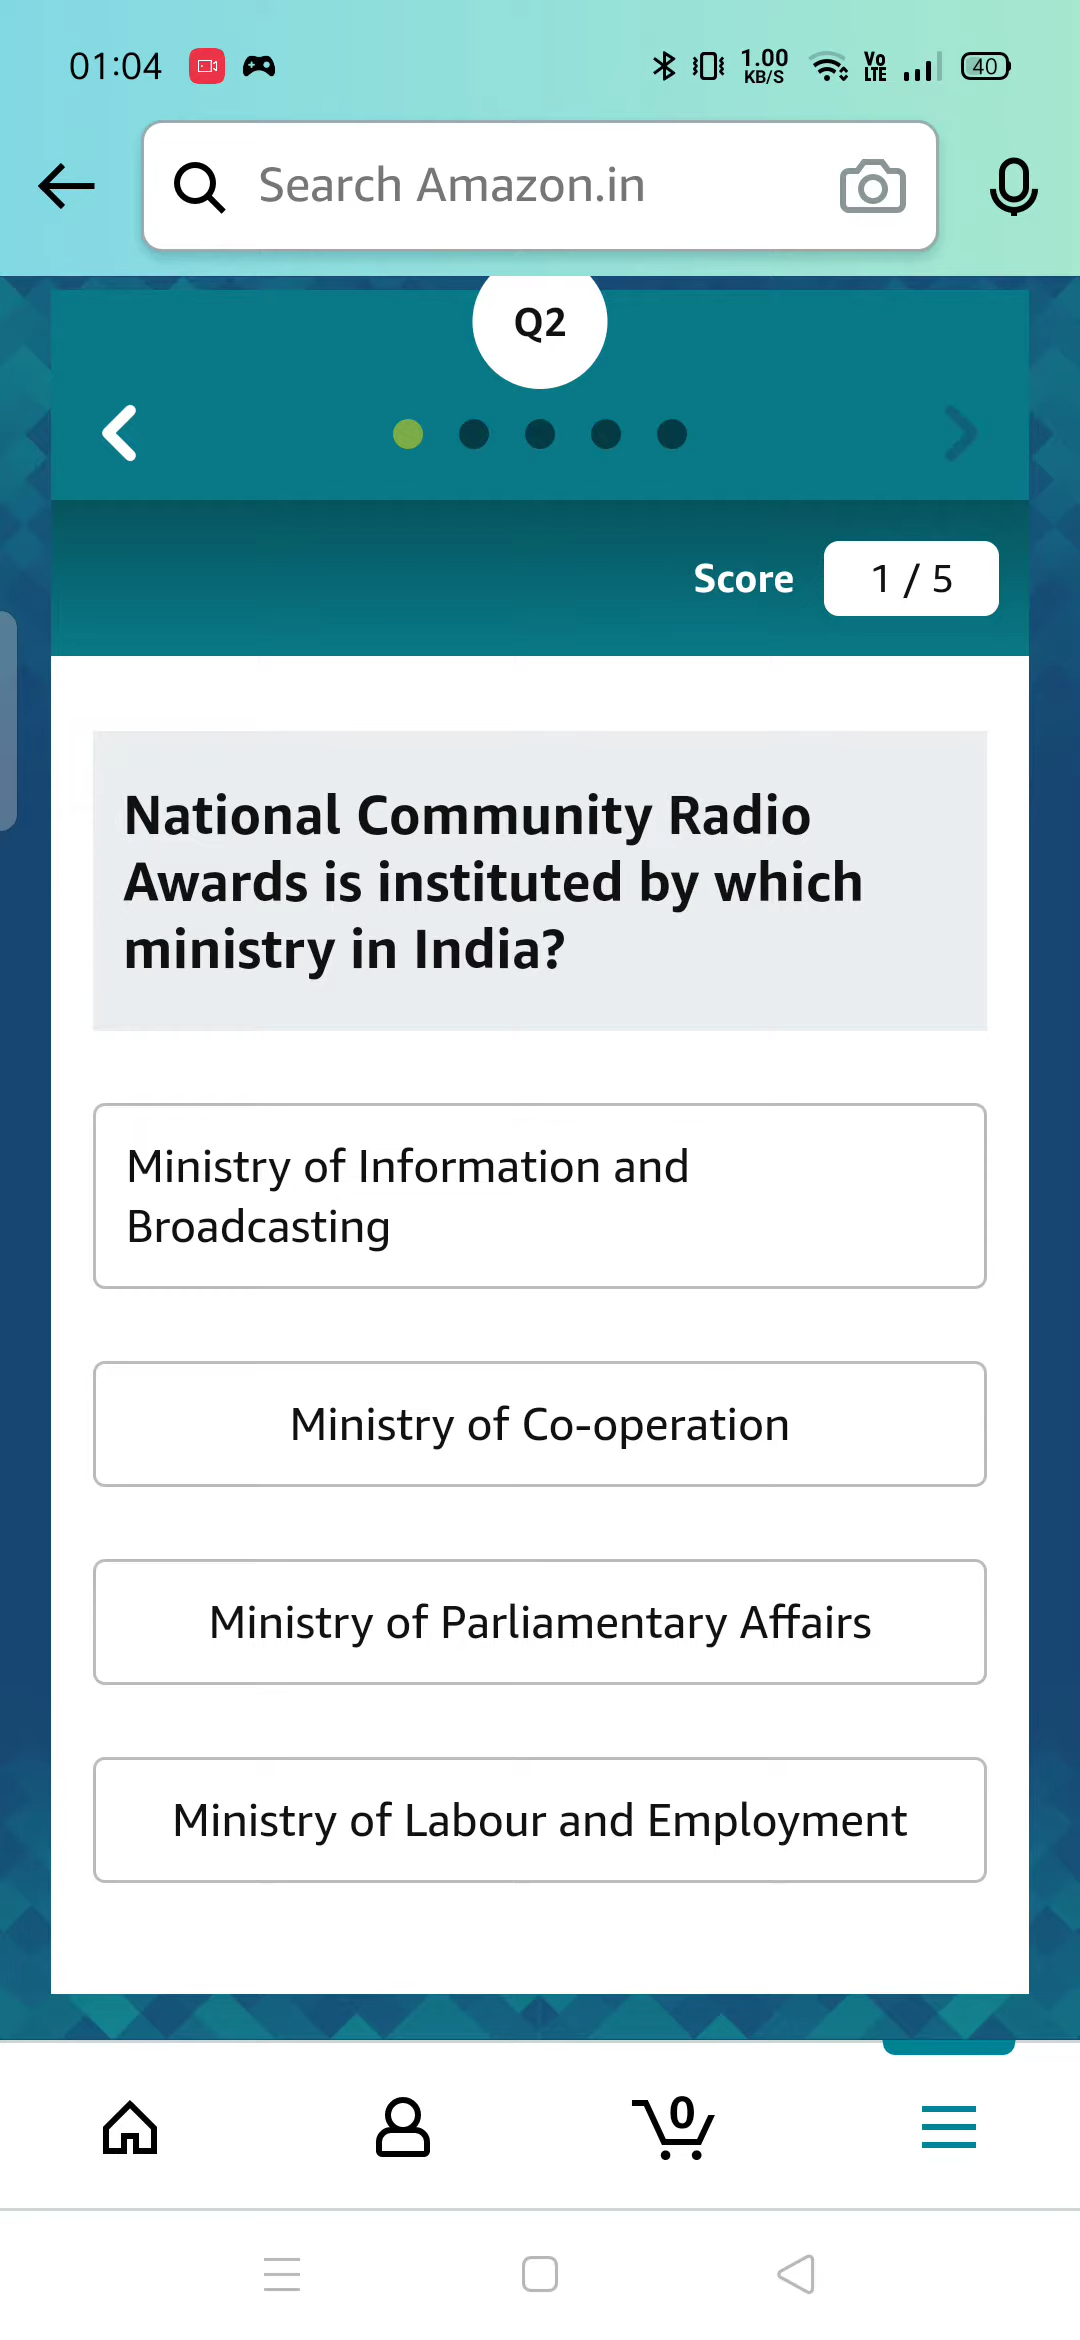 01:04
1.00
KB/S
Vo
LTE
40
Search Amazon.in
Q2
Score
1 / 5
National Community Radio
Awards is instituted by which
ministry in India?
Ministry of Information and
Broadcasting
Ministry of Co-operation
Ministry of Parliamentary Affairs
Ministry of Labour and Employment
0